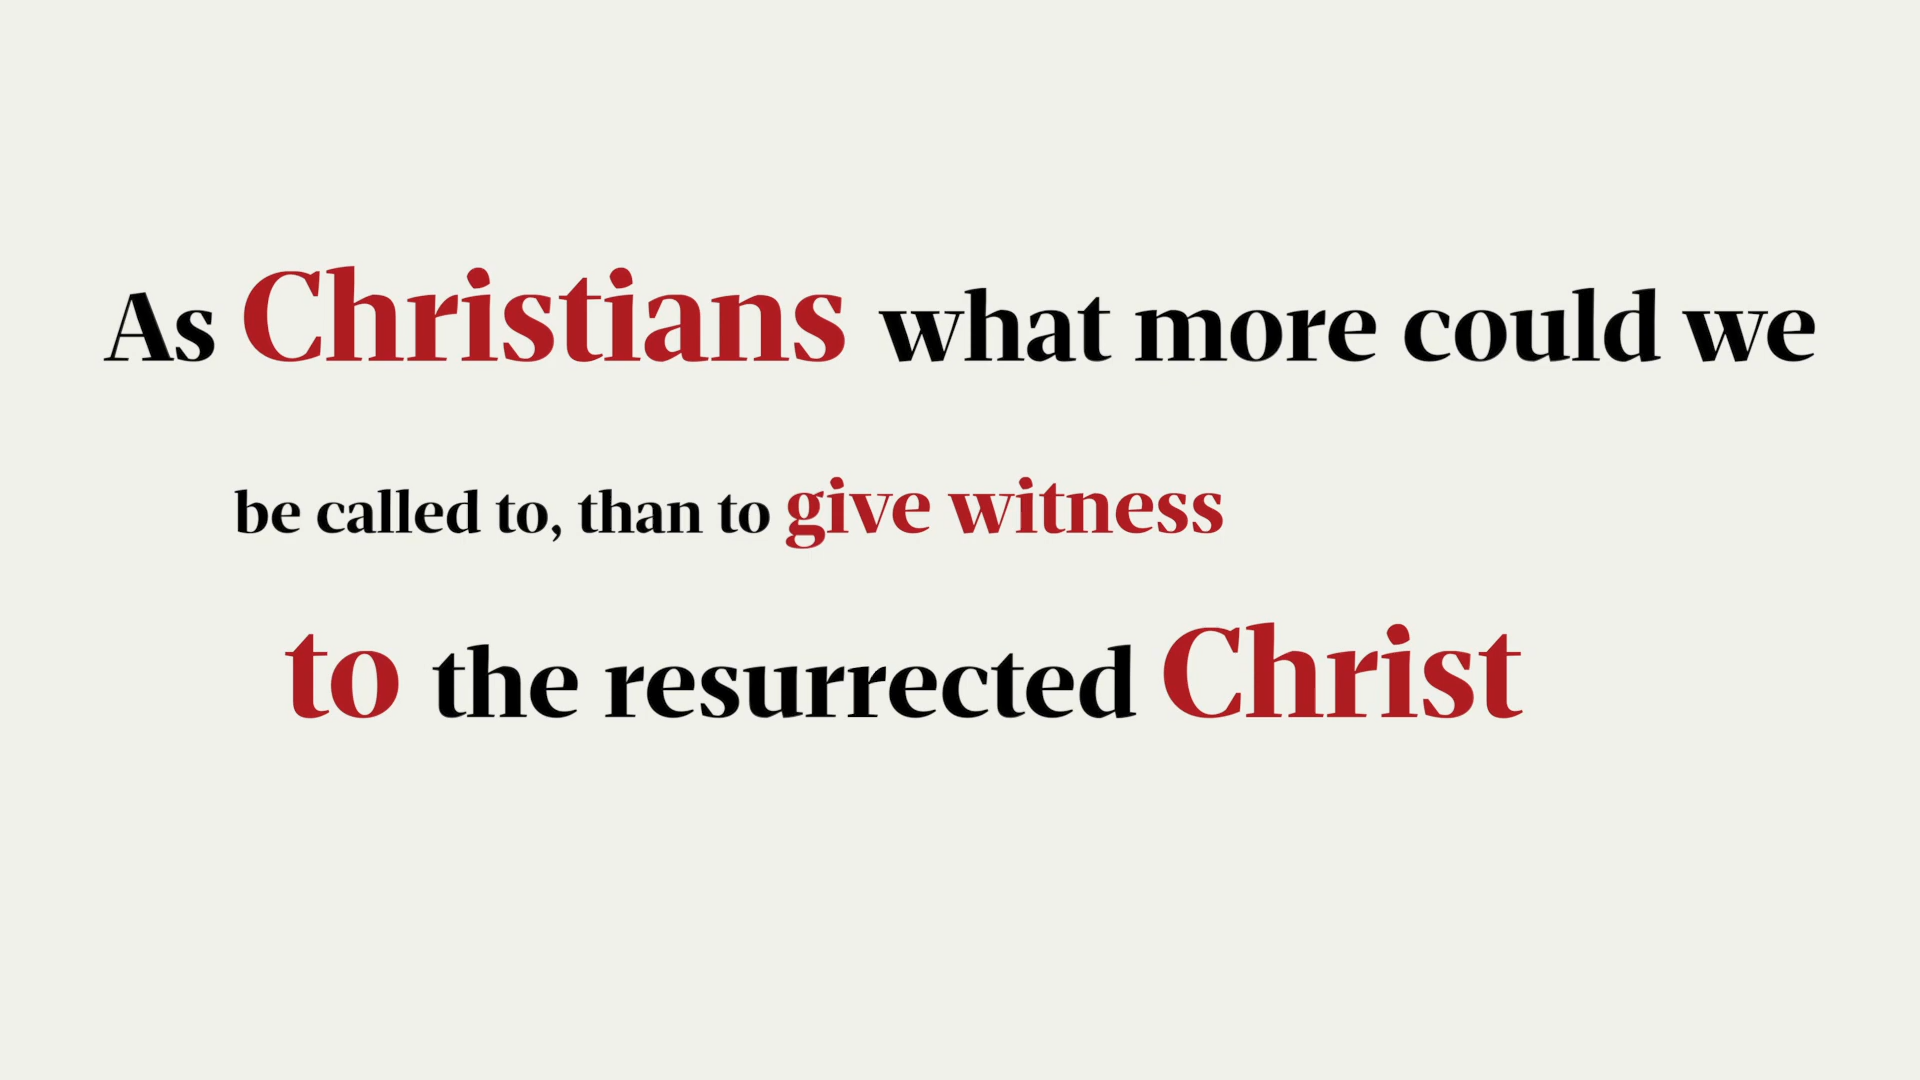 As Christians what more could we
be called to, than to give witness
to the resurrected Christ